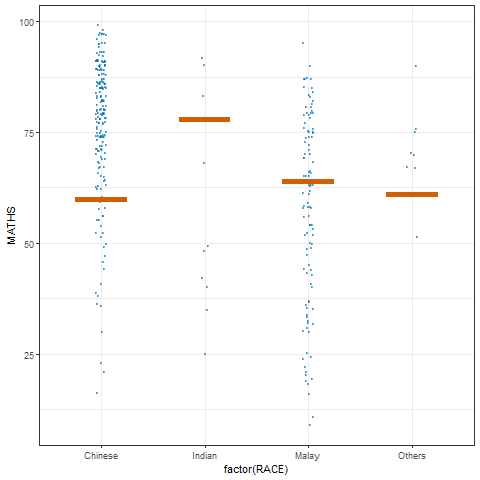 100
75
50
25
MATHS
Chinese
Indian
Malay
Others
factor(RACE)